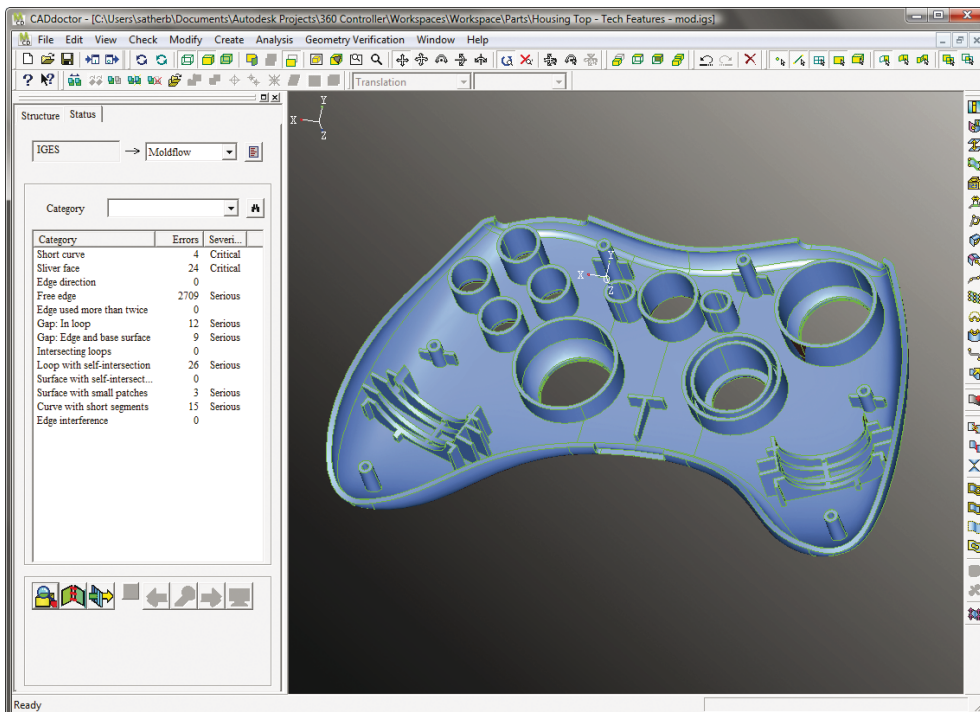 CADdoctor - [C:\Users\satherb\Documents\Autodesk Projects\360 Controller\Workspaces\Workspace\Parts\Housing Top - Tech Features - mod.igs]
File Edit View Check Modify Create Analysis Geometry Verification Window Help
Translation
Structure Status
IGES Moldflow
Category
Category Errors Severi...
Short curve 4 Critical
Sliver face 24 Critical
Edge direction 0
Free edge 2709 Serious
Edge used more than twice 0
Gap: In loop 12 Serious
Gap: Edge and base surface 9 Serious
Intersecting loops 0
Loop with self-intersection 26 Serious
Surface with self-intersect... 0
Surface with small patches 3 Serious
Curve with short segments 15 Serious
Edge interference 0
Y
X
Z
Y
X
Z
Ready